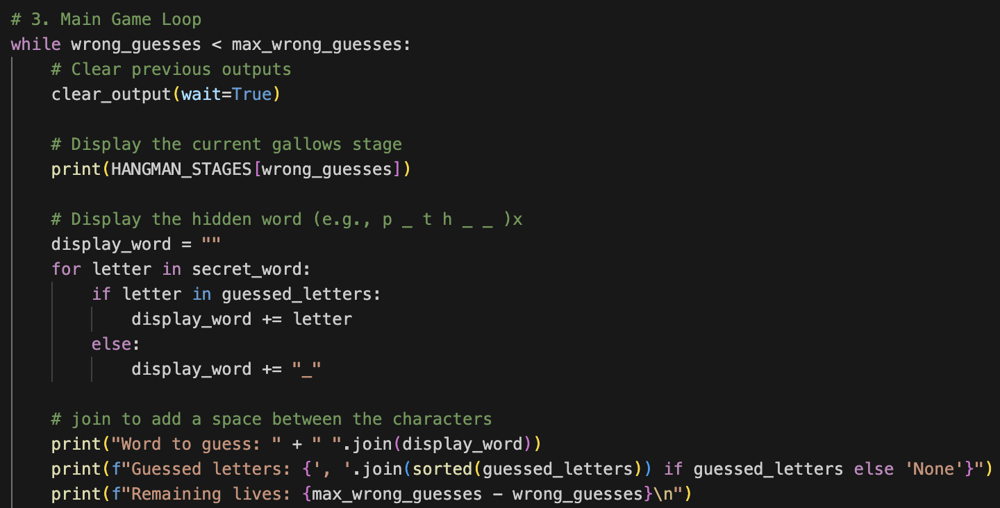 # 3. Main Game Loop
while wrong_guesses < max_wrong_guesses:
    # Clear previous outputs
    clear_output(wait=True)

    # Display the current gallows stage
    print(HANGMAN_STAGES[wrong_guesses])

    # Display the hidden word (e.g., p _ t h _ _ )x
    display_word = ""
    for letter in secret_word:
        if letter in guessed_letters:
            display_word += letter
        else:
            display_word += "_"

    # join to add a space between the characters
    print("Word to guess: " + " ".join(display_word))
    print(f"Guessed letters: {', '.join(sorted(guessed_letters)) if guessed_letters else 'None'}")
    print(f"Remaining lives: {max_wrong_guesses - wrong_guesses}\n")